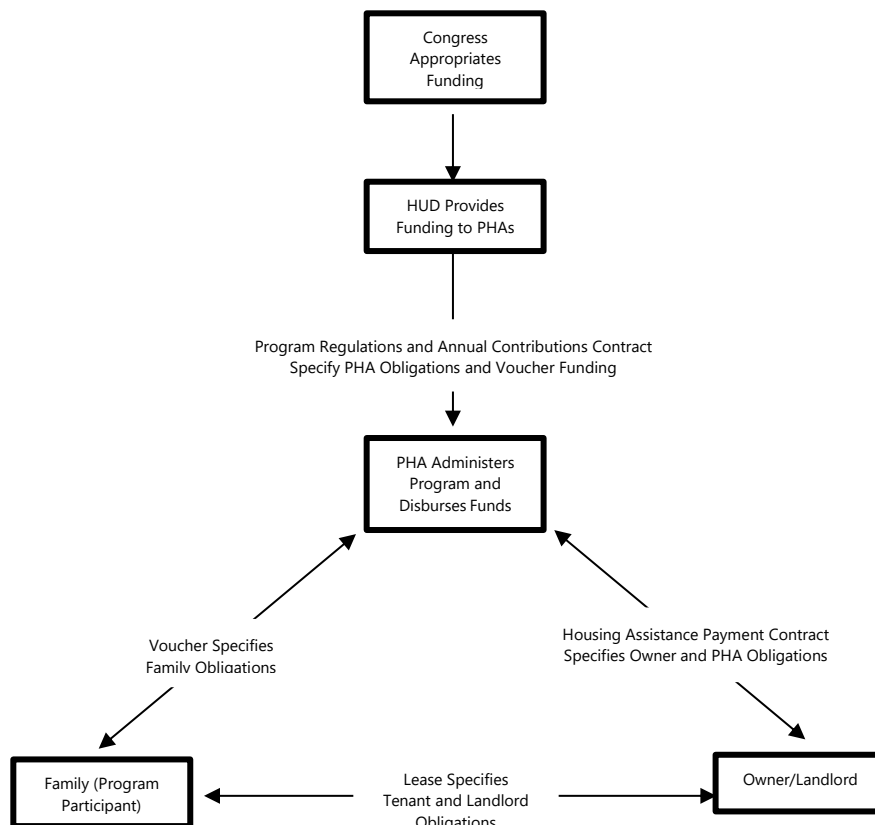 Congress
Appropriates
Funding
HUD Provides
Funding to PHAs
Program Regulations and Annual Contributions Contract
Specify PHA Obligations and Voucher Funding
PHA Administers
Program and
Disburses Funds
Voucher Specifies
Family Obligations
Housing Assistance Payment Contract
Specifies Owner and PHA Obligations
Family (Program
Participant)
Lease Specifies
Tenant and Landlord
Obligations
Owner/Landlord